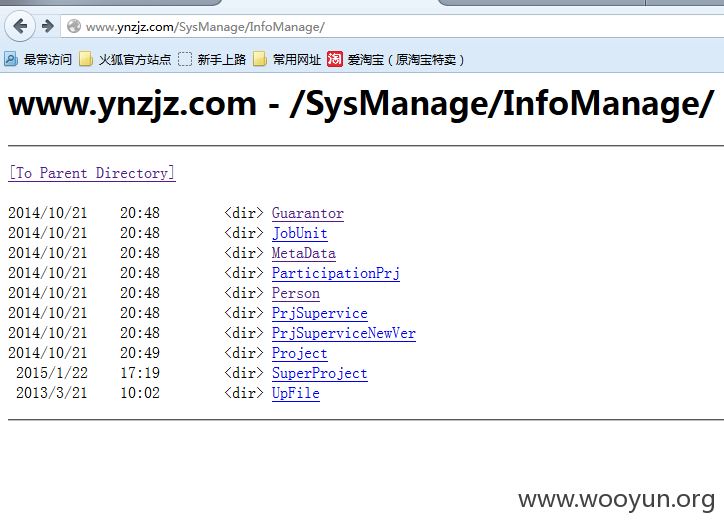 www.ynzjz.com/SysManage/InfoManage/
最常访问 火狐官方站点 新手上路 常用网址 淘 爱淘宝（原淘宝特卖）
www.ynzjz.com - /SysManage/InfoManage/
[To Parent Directory]
2014/10/21 20:48 <dir> Guarantor
2014/10/21 20:48 <dir> JobUnit
2014/10/21 20:48 <dir> MetaData
2014/10/21 20:48 <dir> ParticipationPrj
2014/10/21 20:48 <dir> Person
2014/10/21 20:48 <dir> PrjSupervice
2014/10/21 20:48 <dir> PrjSuperviceNewVer
2014/10/21 20:49 <dir> Project
2015/1/22 17:19 <dir> SuperProject
2013/3/21 10:02 <dir> UpFile
www.wooyun.org